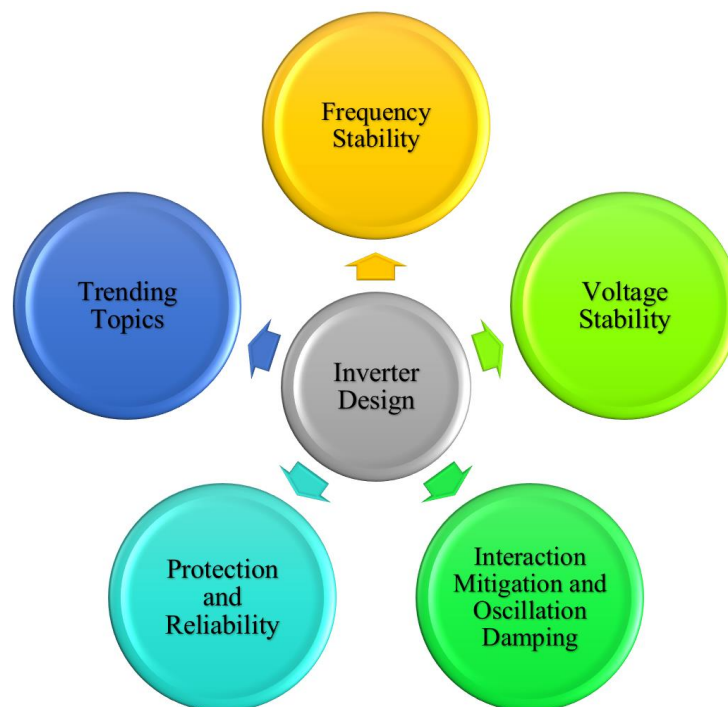 Frequency
Stability
Trending
Topics
Voltage
Stability
Inverter
Design
Protection
and
Reliability
Interaction
Mitigation and
Oscillation
Damping